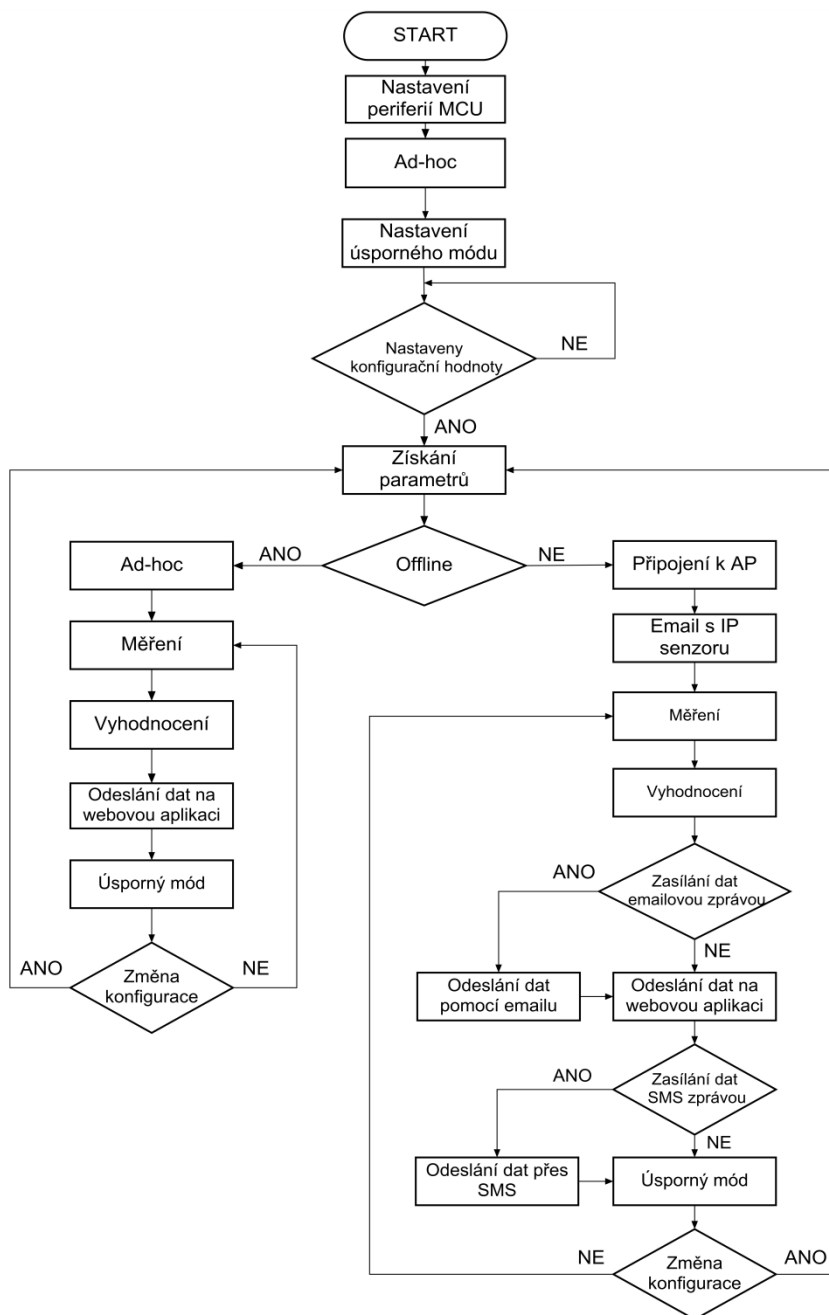 START
Nastavení
periferií MCU
Ad-hoc
Nastavení
úsporného módu
Nastaveny
konfigurační hodnoty
NE
ANO
Získání
parametrů
Offline
ANO
NE
Ad-hoc
Měření
Vyhodnocení
Odeslání dat na
webovou aplikaci
Úsporný mód
Změna
konfigurace
ANO
NE
Připojení k AP
Email s IP
senzoru
Měření
Vyhodnocení
Zasílání dat
emailovou zprávou
ANO
NE
Odeslání dat
pomocí emailu
Odeslání dat na
webovou aplikaci
Zasílání dat
SMS zprávou
ANO
NE
Odeslání dat přes
SMS
Úsporný mód
Změna
konfigurace
NE
ANO